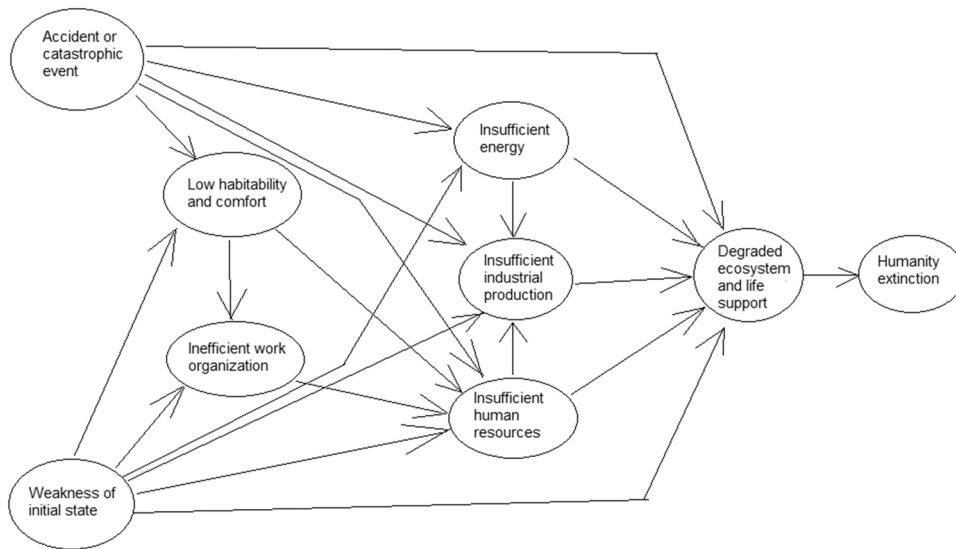 Accident or
catastrophic
event
Insufficient
energy
Low habitability
and comfort
Insufficient
industrial
production
Degraded
ecosystem
and life
support
Humanity
extinction
Inefficient work
organization
Insufficient
human
resources
Weakness of
initial state